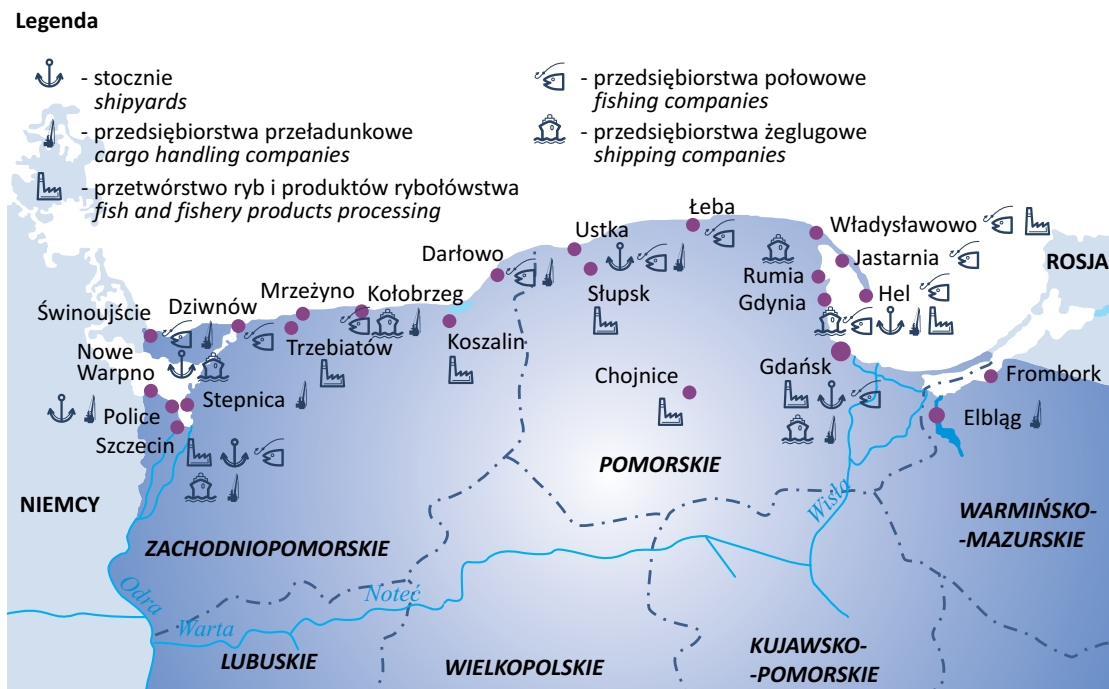 Legenda
- stocznie
shipyards
- przedsiębiorstwa przeładunkowe
cargo handling companies
- przetwórstwo ryb i produktów rybołówstwa
fish and fishery products processing
- przedsiębiorstwa połowowe
fishing companies
- przedsiębiorstwa żeglugowe
shipping companies
Łeba
Ustka
Władysławowo
Darłowo
Jastarnia
ROSJA
Rumia
Słupsk
Hel
Mrzeżyno
Kołobrzeg
Gdynia
Dziwnów
Świnoujście
Trzebiatów
Koszalin
Nowe
Warpno
Gdańsk
Frombork
Chojnice
Stepnica
Police
Elbląg
Szczecin
POMORSKIE
NIEMCY
Wisła
WARMIŃSKO-
-MAZURSKIE
ZACHODNIOPOMORSKIE
Odra
Noteć
Warta
LUBUSKIE
WIELKOPOLSKIE
KUJAWSKO-
-POMORSKIE